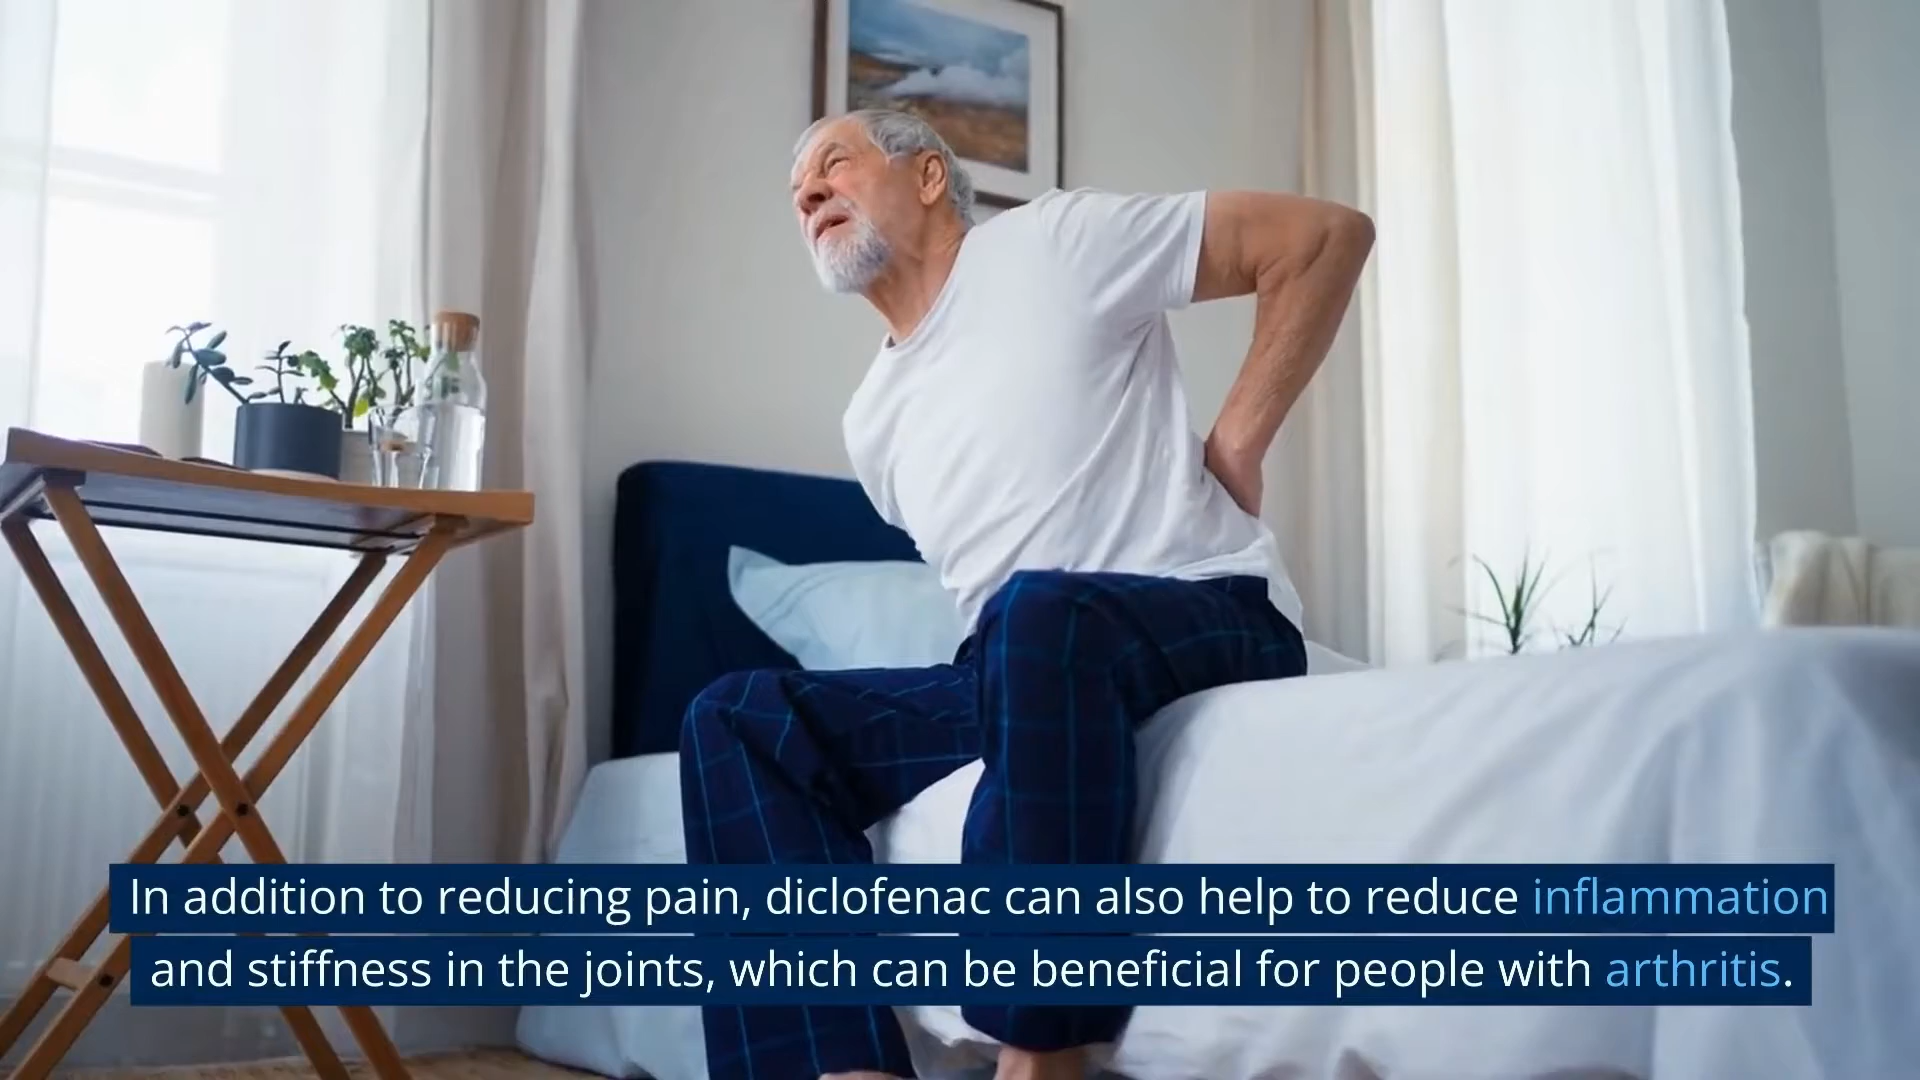 In addition to reducing pain, diclofenac can also help to reduce inflammation
and stiffness in the joints, which can be beneficial for people with arthritis.